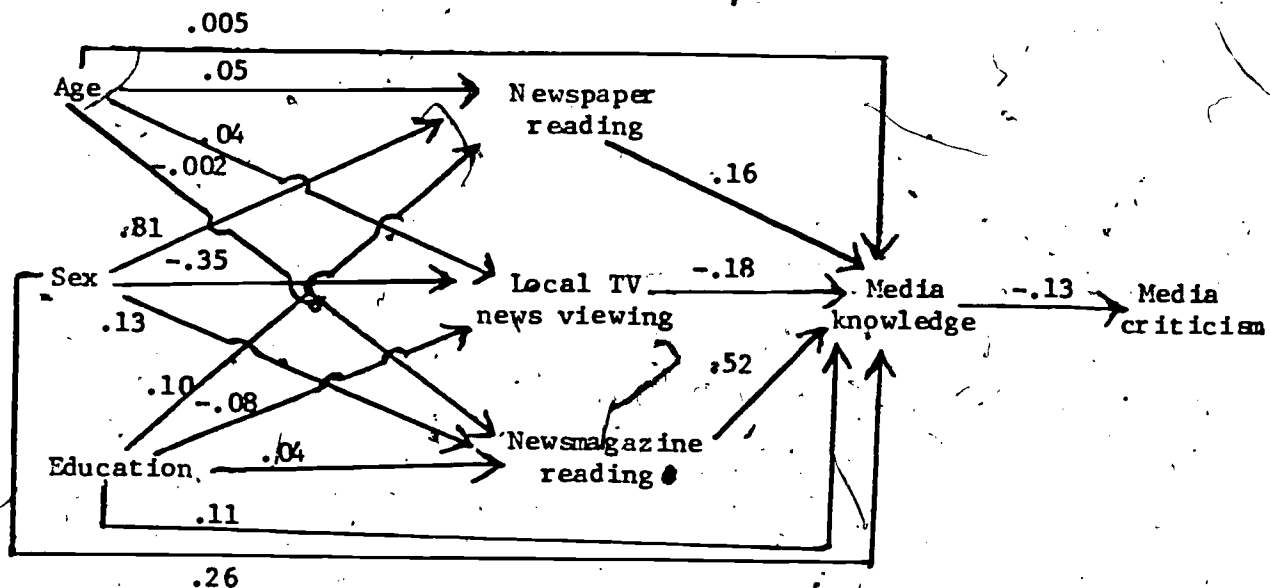 .005
Age
.05
Newspaper
reading
.04
-.002
.16
.81
Sex
-.35
Local TV
news viewing
-.18
Media
knowledge
-.13
Media
criticism
.13
.52
.10
-.08
Newsmagazine
reading
Education
.04
.11
.26